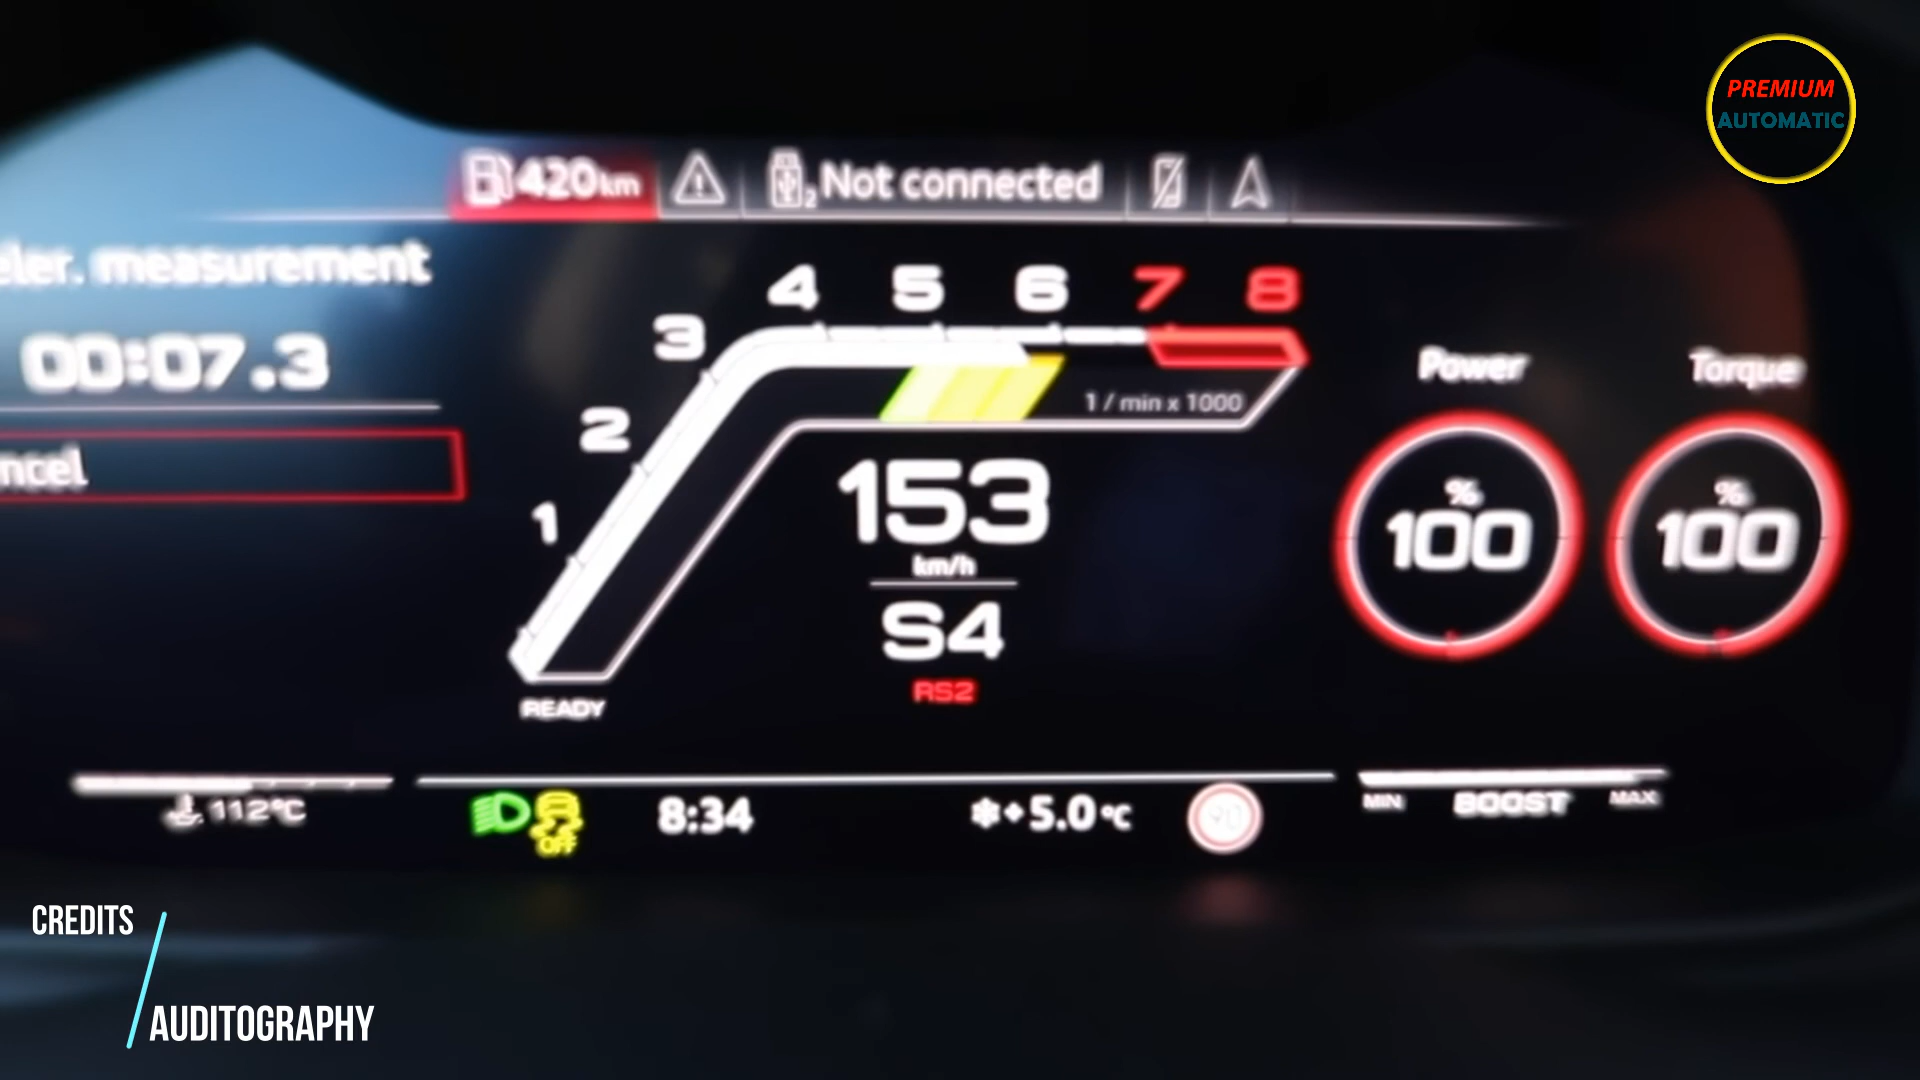 PREMIUM
AUTOMATIC
420km
2 Not connected
eler. measurement
00:07.3
ncel
1 2 3 4 5 6 7 8
1 / min x 1000
153
km/h
S4
RS2
READY
Power
%
100
Torque
%
100
112°C
OFF
8:34
+5.0°C
MIN BOOST MAX
CREDITS
AUDITOGRAPHY